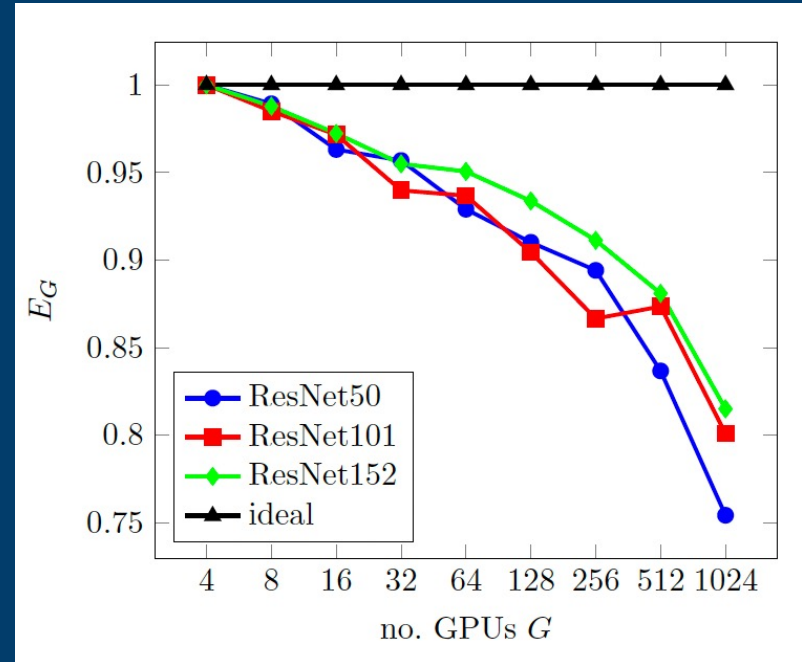 1
0.95
0.9
0.85
0.8
0.75
E_G
ResNet50
ResNet101
ResNet152
ideal
4 8 16 32 64 128 256 512 1024
no. GPUs G